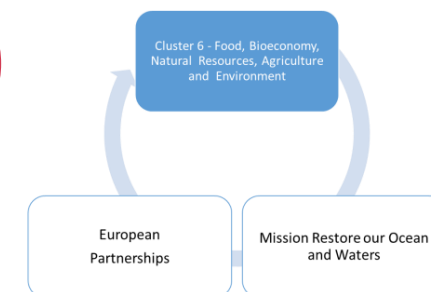 Cluster 6 - Food, Bioeconomy,
Natural Resources, Agriculture
and Environment
European
Partnerships
Mission Restore our Ocean
and Waters